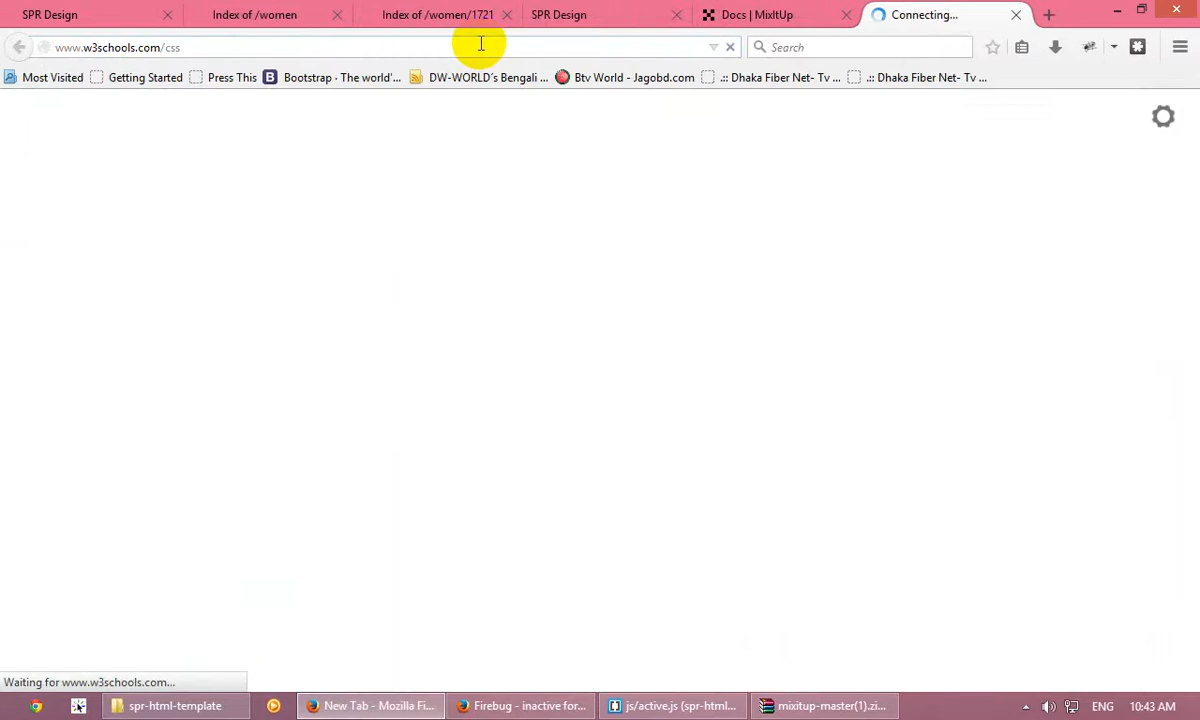 SPR Design Index of /women Index of /women/1721 SPR Design Docs | MixItUp Connecting...
www.w3schools.com/css Search
Most Visited Getting Started Press This Bootstrap · The world'... DW-WORLD´s Bengali ... Btv World - Jagobd.com .:: Dhaka Fiber Net- Tv ... .:: Dhaka Fiber Net- Tv ...
Waiting for www.w3schools.com...
spr-html-template New Tab - Mozilla Fi... Firebug - inactive for... js/active.js (spr-html... mixitup-master(1).zi... ENG 10:43 AM